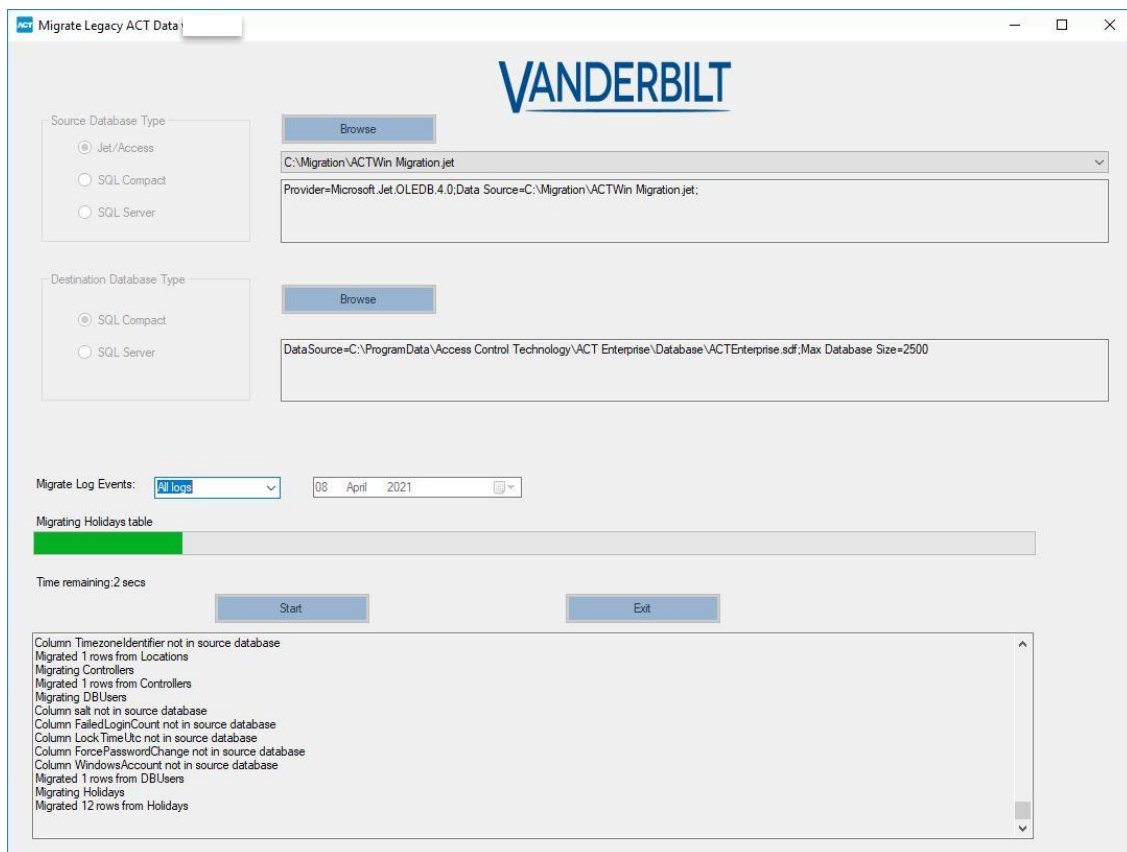 ACT Migrate Legacy ACT Data
VANDERBILT
Source Database Type
Browse
Jet/Access
C:\Migration\ACTWin Migration.jet
SQL Compact
Provider=Microsoft.Jet.OLEDB.4.0;Data Source=C:\Migration\ACTWin Migration.jet;
SQL Server
Destination Database Type
Browse
SQL Compact
SQL Server
DataSource=C:\ProgramData\Access Control Technology\ACT Enterprise\Database\ACTEnterprise.sdf;Max Database Size=2500
Migrate Log Events: All logs 08 April 2021
Migrating Holidays table
Time remaining:2 secs
Start Exit
Column TimezoneIdentifier not in source database
Migrated 1 rows from Locations
Migrating Controllers
Migrated 1 rows from Controllers
Migrating DBUsers
Column salt not in source database
Column FailedLoginCount not in source database
Column LockTimeUtc not in source database
Column ForcePasswordChange not in source database
Column WindowsAccount not in source database
Migrated 1 rows from DBUsers
Migrating Holidays
Migrated 12 rows from Holidays